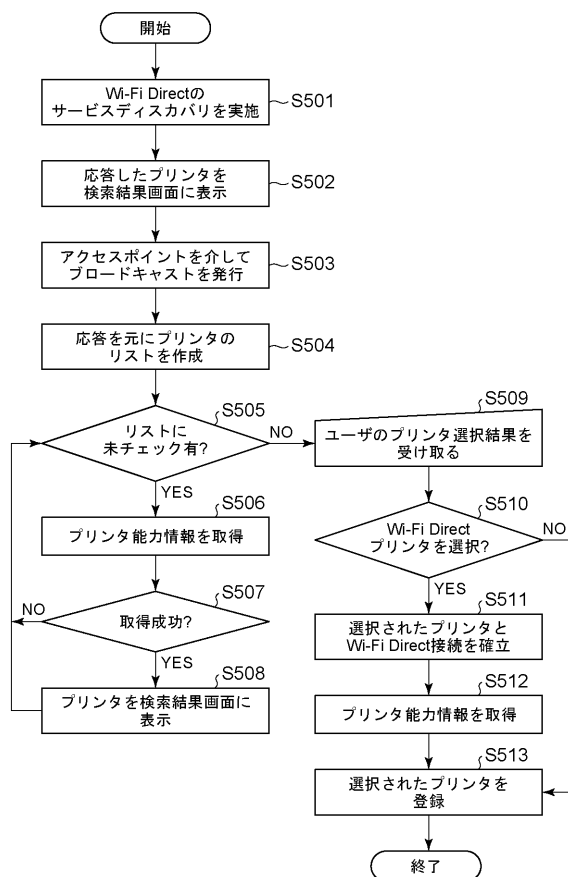 開始
Wi-Fi Directの
サービスディスカバリを実施
S501
応答したプリンタを
検索結果画面に表示
S502
アクセスポイントを介して
ブロードキャストを発行
S503
応答を元にプリンタの
リストを作成
S504
リストに
未チェック有?
S505
NO
YES
プリンタ能力情報を取得
S506
取得成功?
S507
NO
YES
プリンタを検索結果画面に
表示
S508
ユーザのプリンタ選択結果を
受け取る
S509
Wi-Fi Direct
プリンタを選択?
S510
NO
YES
選択されたプリンタと
Wi-Fi Direct接続を確立
S511
プリンタ能力情報を取得
S512
選択されたプリンタを
登録
S513
終了